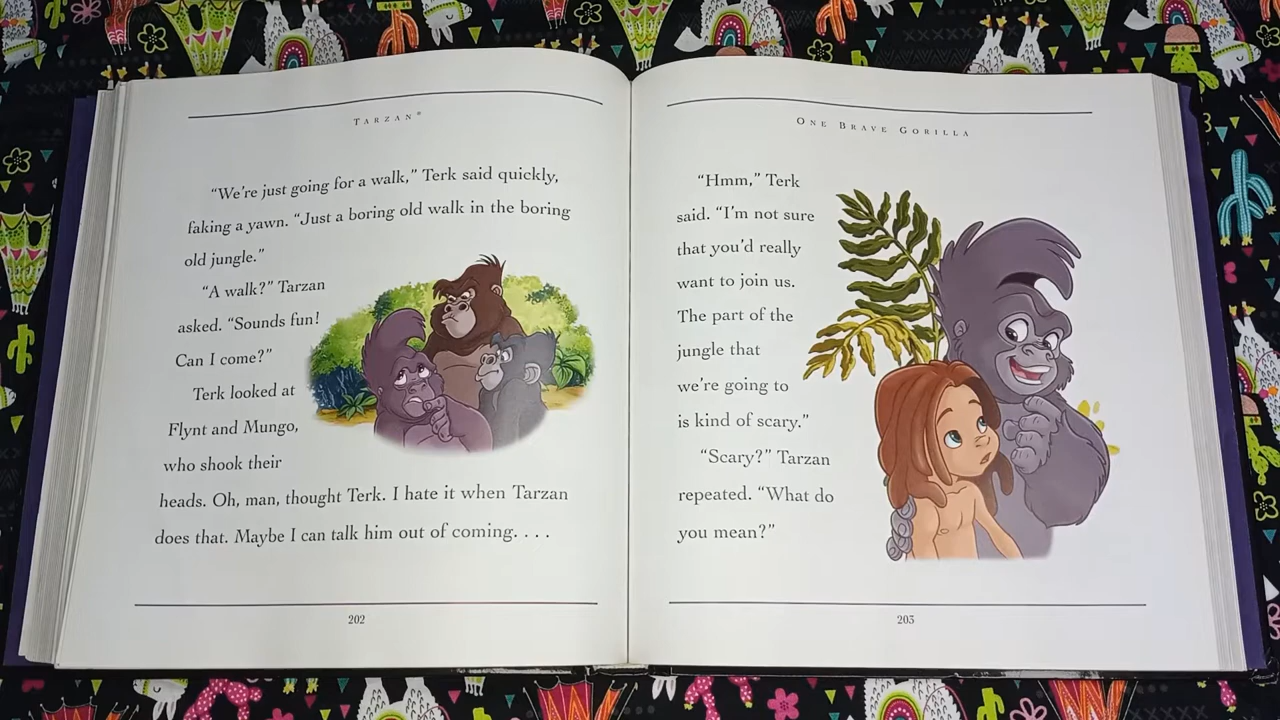 TARZAN®
“We’re just going for a walk,” Terk said quickly,
faking a yawn. “Just a boring old walk in the boring
old jungle.”
“A walk?” Tarzan
asked. “Sounds fun!
Can I come?”
Terk looked at
Flynt and Mungo,
who shook their
heads. Oh, man, thought Terk. I hate it when Tarzan
does that. Maybe I can talk him out of coming. . . .
202
ONE BRAVE GORILLA
“Hmm,” Terk
said. “I’m not sure
that you’d really
want to join us.
The part of the
jungle that
we’re going to
is kind of scary.”
“Scary?” Tarzan
repeated. “What do
you mean?”
203